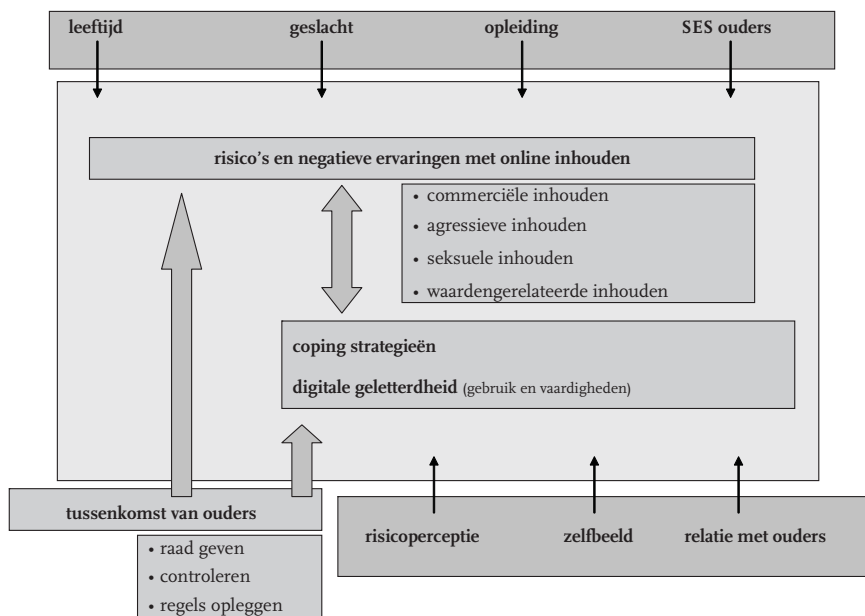 leeftijd geslacht opleiding SES ouders
risico's en negatieve ervaringen met online inhouden
• commerciële inhouden
• agressieve inhouden
• seksuele inhouden
• waardengerelateerde inhouden
coping strategieën
digitale geletterdheid (gebruik en vaardigheden)
tussenkomst van ouders
• raad geven
• controleren
• regels opleggen
risicoperceptie zelfbeeld relatie met ouders